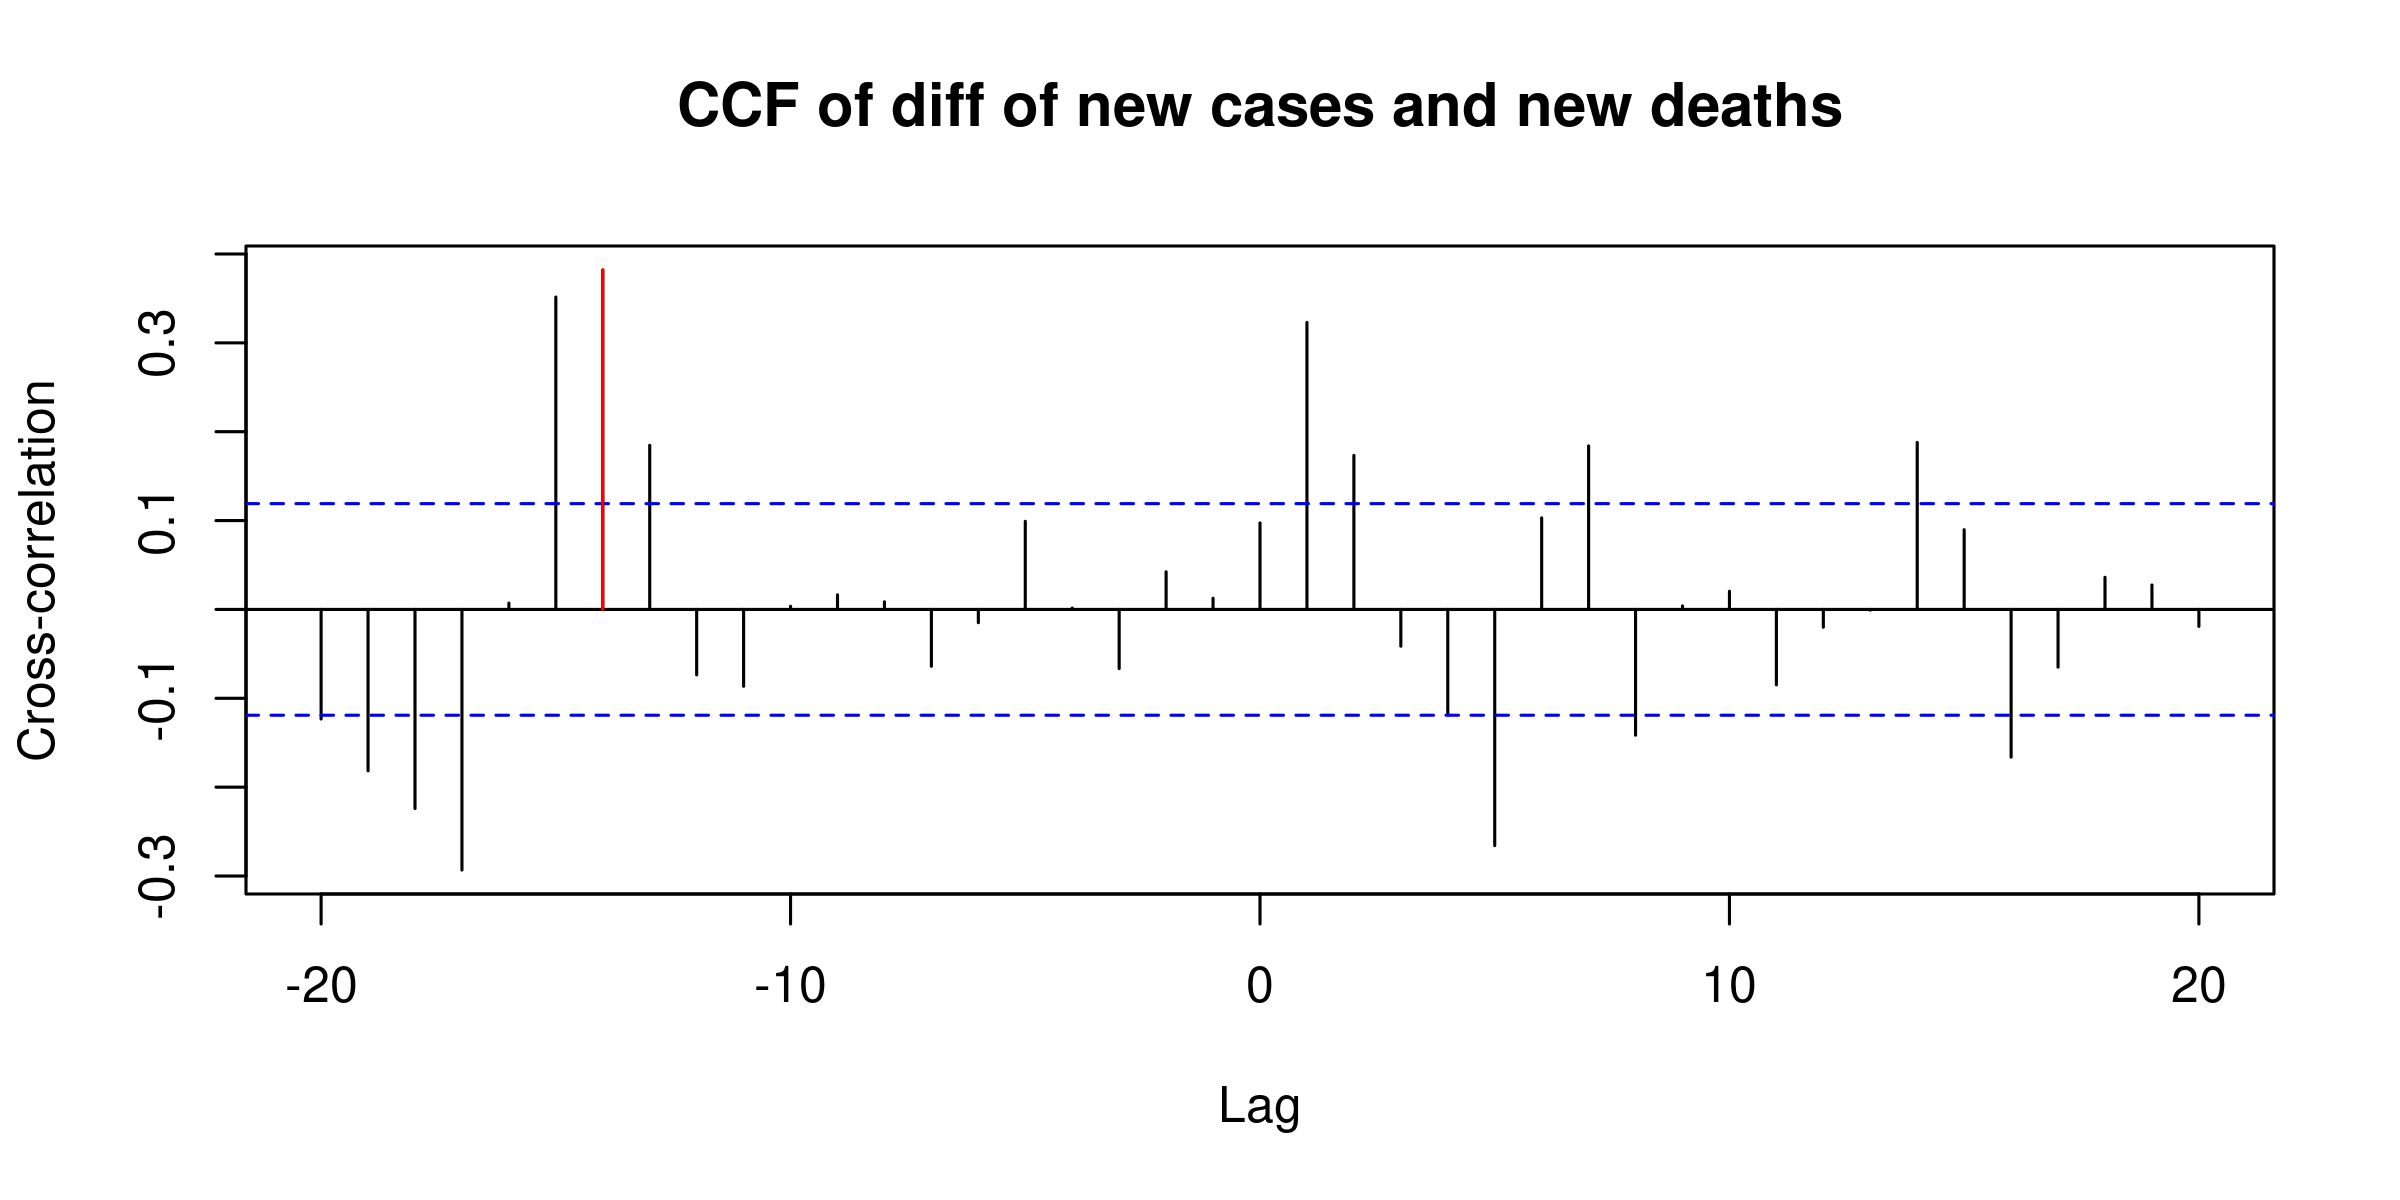 CCF of diff of new cases and new deaths
Cross-correlation
0.3
0.1
-0.1
-0.3
-20 -10 0 10 20
Lag